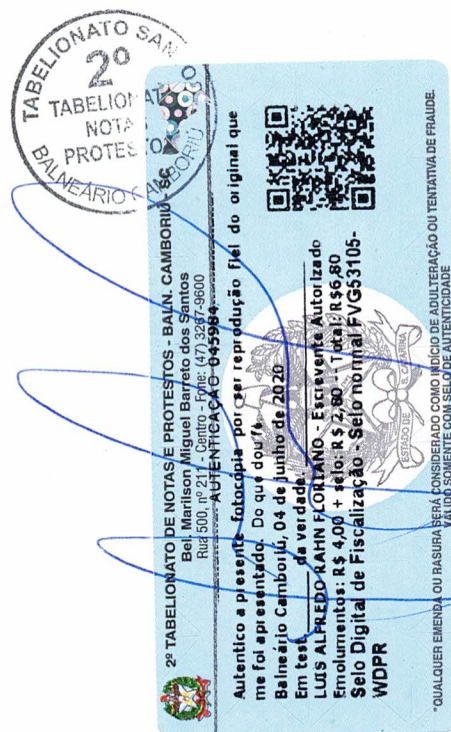 TABELIONATO SAN
2º
TABELIONATO
NOTA
PROTESTO
BALNEÁRIO CAMBORIU
2º TABELIONATO DE NOTAS E PROTESTOS - BALN. CAMBORIÚ - SC
Bel. Marilson Miguel Barreto dos Santos
Rua 500, nº 211 - Centro - Fone: (47) 3267-9600
AUTENTICAÇÃO 045984
Autentico a presente fotocópia por ser reprodução fiel do original que
me foi apresentado. Do que dou fé.
Balneário Camboriú, 04 de junho de 2020
Em test. da verdade.
LUIS ALFREDO RAHN FLORIANO - Escrevente Autorizado
Emolumentos: R$ 4,00 + selo: R$ 2,80 -- Total: R$6,80
Selo Digital de Fiscalização - Selo normal FVG53105-
WDPR
ESTADO DE S. CATARINA
"QUALQUER EMENDA OU RASURA SERÁ CONSIDERADO COMO INDÍCIO DE ADULTERAÇÃO OU TENTATIVA DE FRAUDE.
VÁLIDO SOMENTE COM SELO DE AUTENTICIDADE